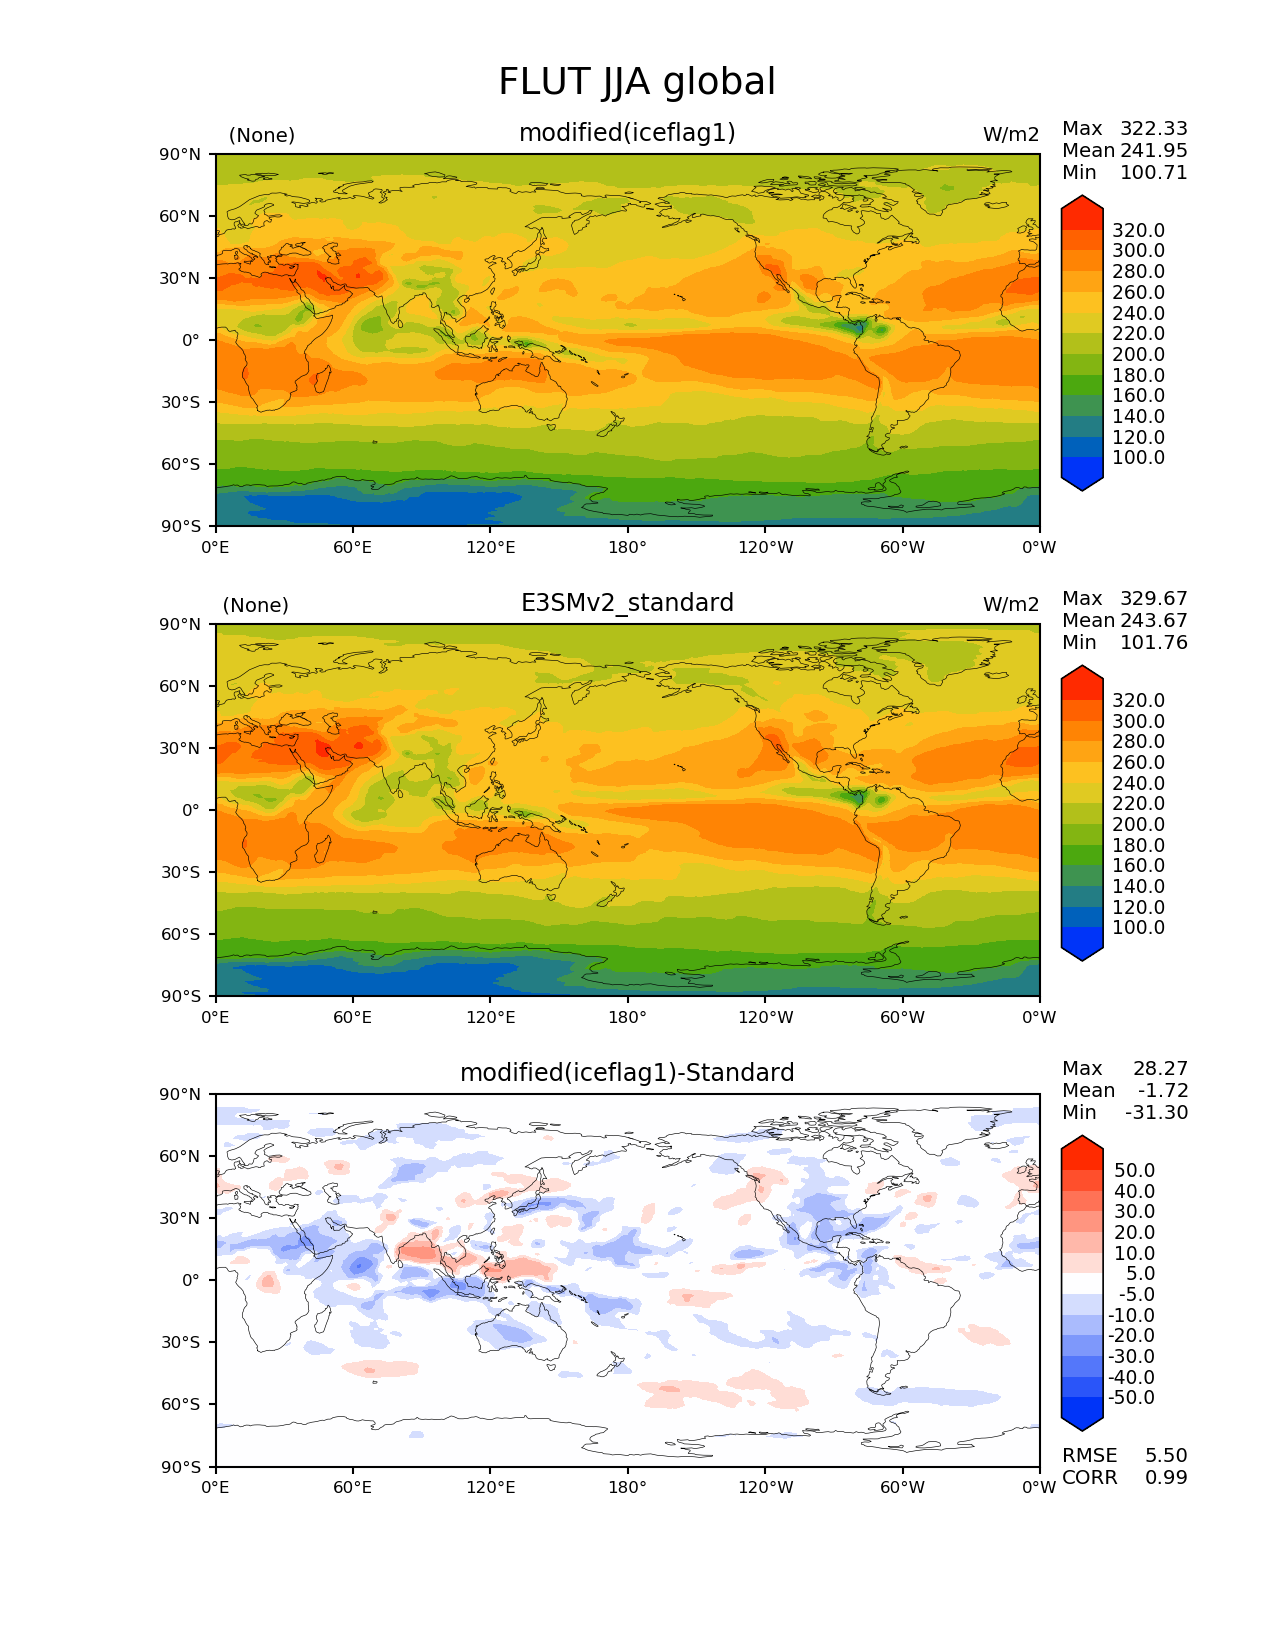 FLUT JJA global
(None) modified(iceflag1) W/m2
Max 322.33
Mean 241.95
Min 100.71
90°N
60°N
30°N
0°
30°S
60°S
90°S
0°E 60°E 120°E 180° 120°W 60°W 0°W
320.0
300.0
280.0
260.0
240.0
220.0
200.0
180.0
160.0
140.0
120.0
100.0
(None) E3SMv2_standard W/m2
Max 329.67
Mean 243.67
Min 101.76
90°N
60°N
30°N
0°
30°S
60°S
90°S
0°E 60°E 120°E 180° 120°W 60°W 0°W
320.0
300.0
280.0
260.0
240.0
220.0
200.0
180.0
160.0
140.0
120.0
100.0
modified(iceflag1)-Standard
Max 28.27
Mean -1.72
Min -31.30
90°N
60°N
30°N
0°
30°S
60°S
90°S
0°E 60°E 120°E 180° 120°W 60°W 0°W
50.0
40.0
30.0
20.0
10.0
5.0
-5.0
-10.0
-20.0
-30.0
-40.0
-50.0
RMSE 5.50
CORR 0.99